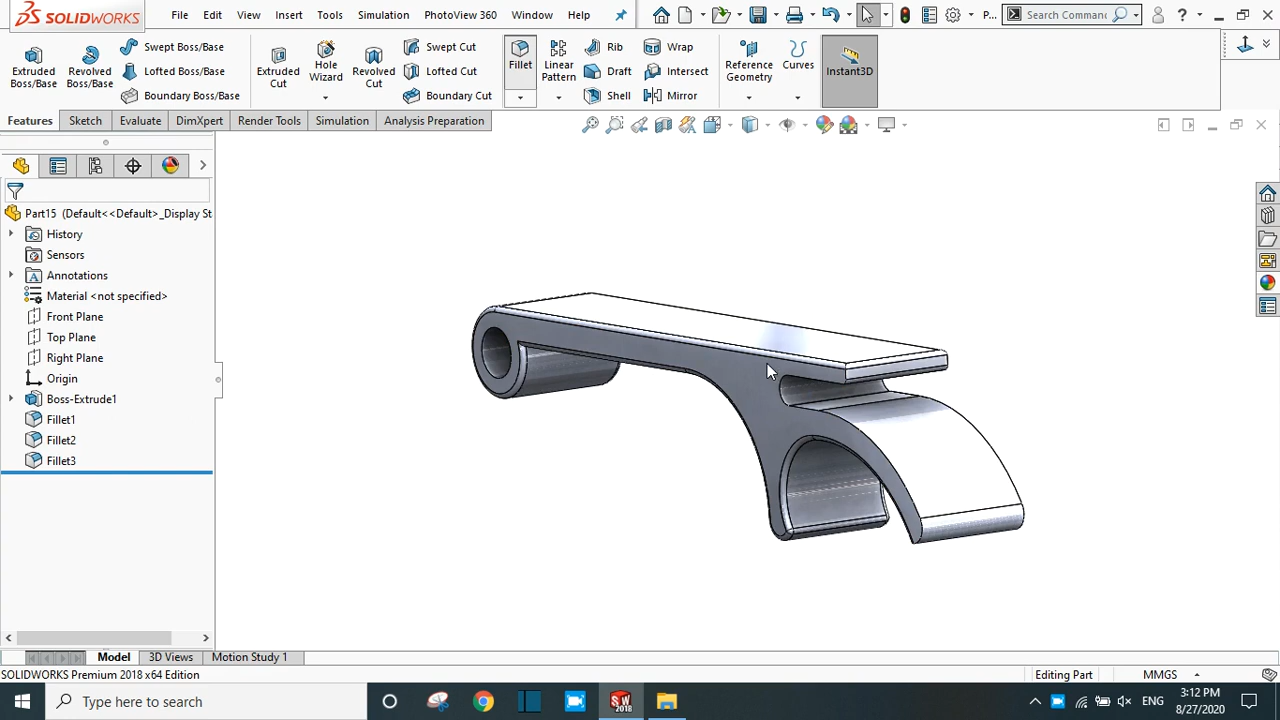 SOLIDWORKS File Edit View Insert Tools Simulation PhotoView 360 Window Help P... Search Commanc
Extruded Boss/Base
Revolved Boss/Base
Swept Boss/Base
Lofted Boss/Base
Boundary Boss/Base
Extruded Cut
Hole Wizard
Revolved Cut
Swept Cut
Lofted Cut
Boundary Cut
Fillet
Linear Pattern
Rib
Draft
Shell
Wrap
Intersect
Mirror
Reference Geometry
Curves
Instant3D
Features Sketch Evaluate DimXpert Render Tools Simulation Analysis Preparation
Part15 (Default<<Default>_Display St
History
Sensors
Annotations
Material <not specified>
Front Plane
Top Plane
Right Plane
Origin
Boss-Extrude1
Fillet1
Fillet2
Fillet3
Model 3D Views Motion Study 1
SOLIDWORKS Premium 2018 x64 Edition Editing Part MMGS
Type here to search SW 2018 ENG 3:12 PM
8/27/2020